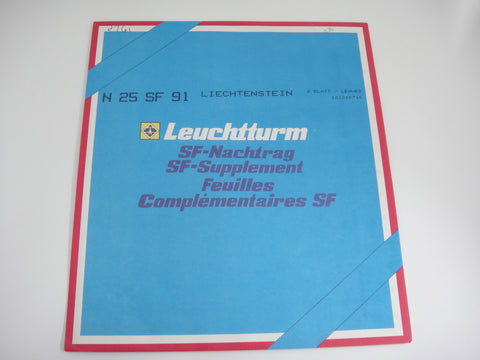 N 25 SF 91 LIECHTENSTEIN
Leuchtturm
SF-Nachtrag
SF-Supplement
Feuilles
Complémentaires SF